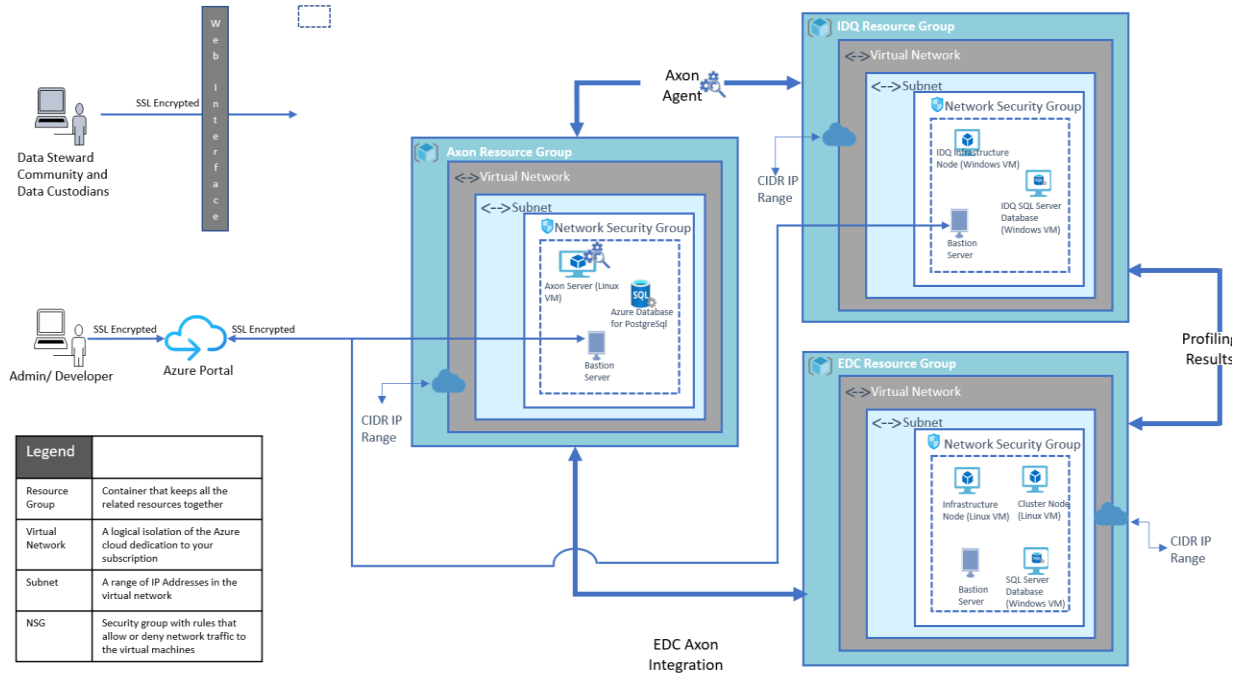 Web Interface
SSL Encrypted
Data Steward
Community and
Data Custodians
SSL Encrypted
SSL Encrypted
Admin/ Developer
Azure Portal
Axon
Agent
Axon Resource Group
<-->Virtual Network
<-->Subnet
Network Security Group
Axon Server (Linux
VM)
SQL
Azure Database
for PostgreSql
Bastion
Server
CIDR IP
Range
IDQ Resource Group
<-->Virtual Network
<-->Subnet
Network Security Group
IDQ Infrastructure
Node (Windows VM)
SQL
IDQ SQL Server
Database
(Windows VM)
Bastion
Server
CIDR IP
Range
Profiling
Results
EDC Resource Group
<-->Virtual Network
<-->Subnet
Network Security Group
Infrastructure
Node (Linux VM)
Cluster Node
(Linux VM)
Bastion
Server
SQL
SQL Server
Database
(Windows VM)
CIDR IP
Range
EDC Axon
Integration
Legend
Resource
Group
Container that keeps all the
related resources together
Virtual
Network
A logical isolation of the Azure
cloud dedication to your
subscription
Subnet
A range of IP Addresses in the
virtual network
NSG
Security group with rules that
allow or deny network traffic to
the virtual machines